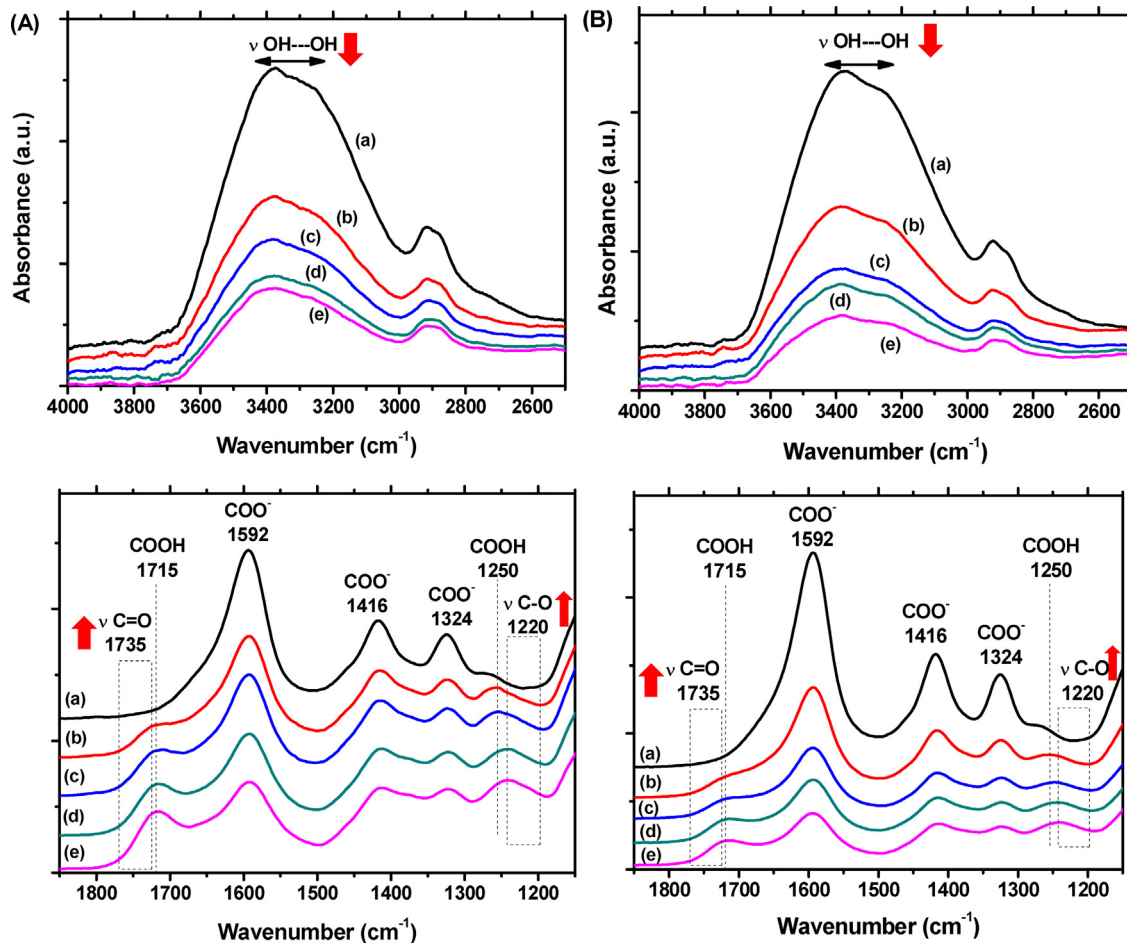 (A)
ν OH---OH
(a)
(b)
(c)
(d)
(e)
Absorbance (a.u.)
4000 3800 3600 3400 3200 3000 2800 2600
Wavenumber (cm⁻¹)
(B)
ν OH---OH
(a)
(b)
(c)
(d)
(e)
Absorbance (a.u.)
4000 3800 3600 3400 3200 3000 2800 2600
Wavenumber (cm⁻¹)
COO⁻
1592
COOH
1715
COO⁻
1416
COO⁻
1324
COOH
1250
ν C=O
1735
ν C-O
1220
(a)
(b)
(c)
(d)
(e)
1800 1700 1600 1500 1400 1300 1200
Wavenumber (cm⁻¹)
COO⁻
1592
COOH
1715
COO⁻
1416
COO⁻
1324
COOH
1250
ν C=O
1735
ν C-O
1220
(a)
(b)
(c)
(d)
(e)
1800 1700 1600 1500 1400 1300 1200
Wavenumber (cm⁻¹)